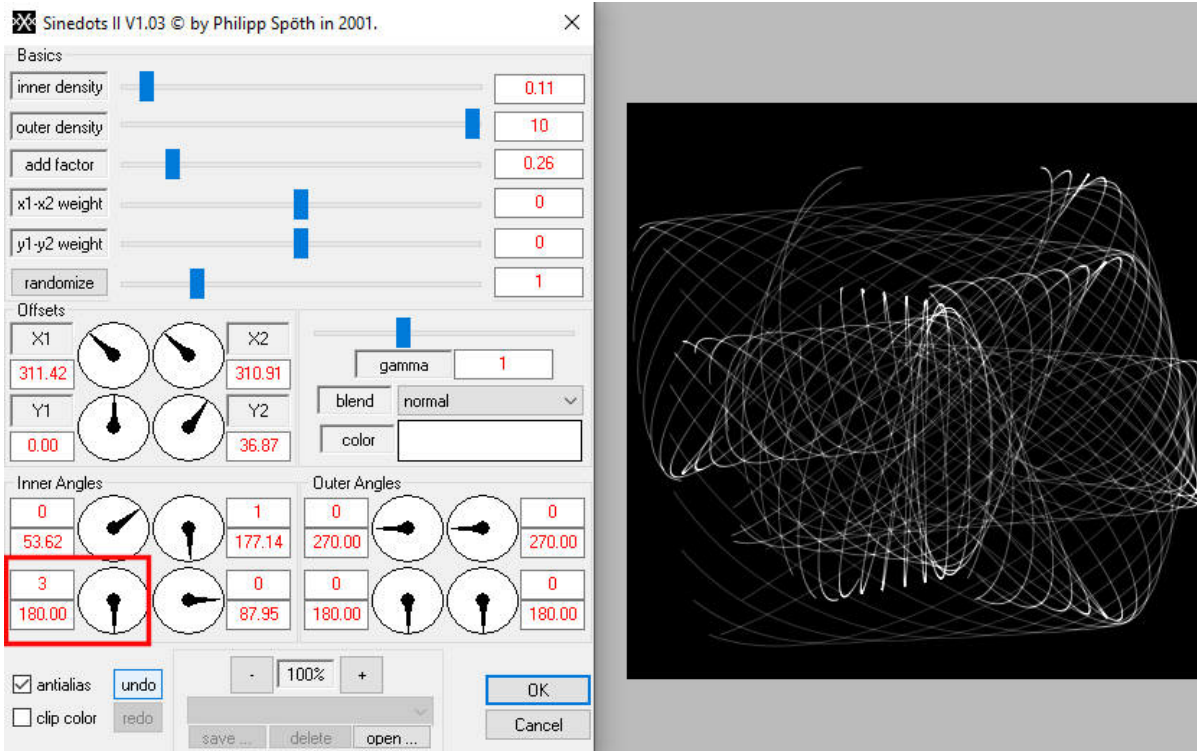 Sinedots II V1.03 © by Philipp Spöth in 2001.
Basics
inner density 0.11
outer density 10
add factor 0.26
x1-x2 weight 0
y1-y2 weight 0
randomize 1
Offsets
X1 X2
311.42 310.91
Y1 Y2
0.00 36.87
gamma 1
blend normal
color
Inner Angles
0 1
53.62 177.14
3 0
180.00 87.95
Outer Angles
0 0
270.00 270.00
0 0
180.00 180.00
antialias undo
clip color redo
- 100% +
save ... delete open ...
OK
Cancel